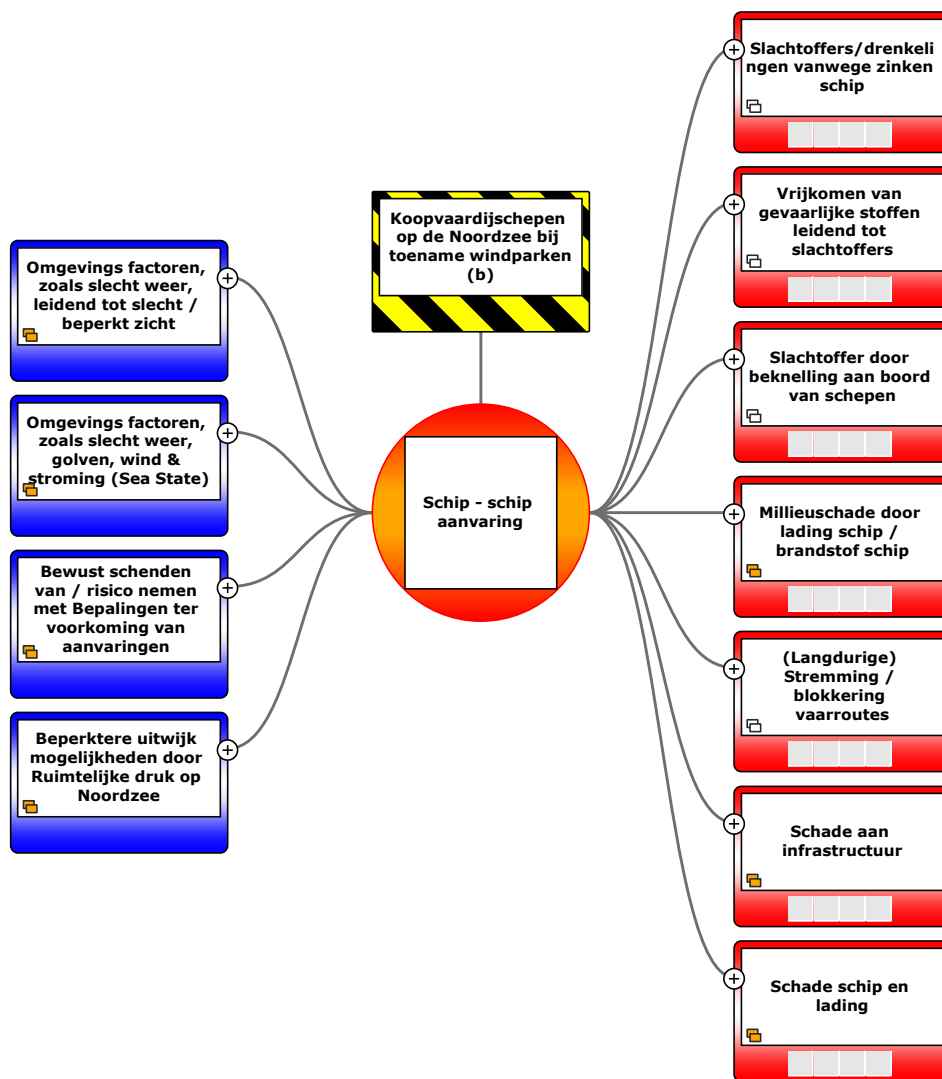 Koopvaardijschepen
op de Noordzee bij
toename windparken
(b)
Omgevings factoren,
zoals slecht weer,
leidend tot slecht /
beperkt zicht
Omgevings factoren,
zoals slecht weer,
golven, wind &
stroming (Sea State)
Bewust schenden
van / risico nemen
met Bepalingen ter
voorkoming van
aanvaringen
Beperktere uitwijk
mogelijkheden door
Ruimtelijke druk op
Noordzee
Schip - schip
aanvaring
Slachtoffers/drenkeli
ngen vanwege zinken
schip
Vrijkomen van
gevaarlijke stoffen
leidend tot
slachtoffers
Slachtoffer door
beknelling aan boord
van schepen
Millieuschade door
lading schip /
brandstof schip
(Langdurige)
Stremming /
blokkering
vaarroutes
Schade aan
infrastructuur
Schade schip en
lading